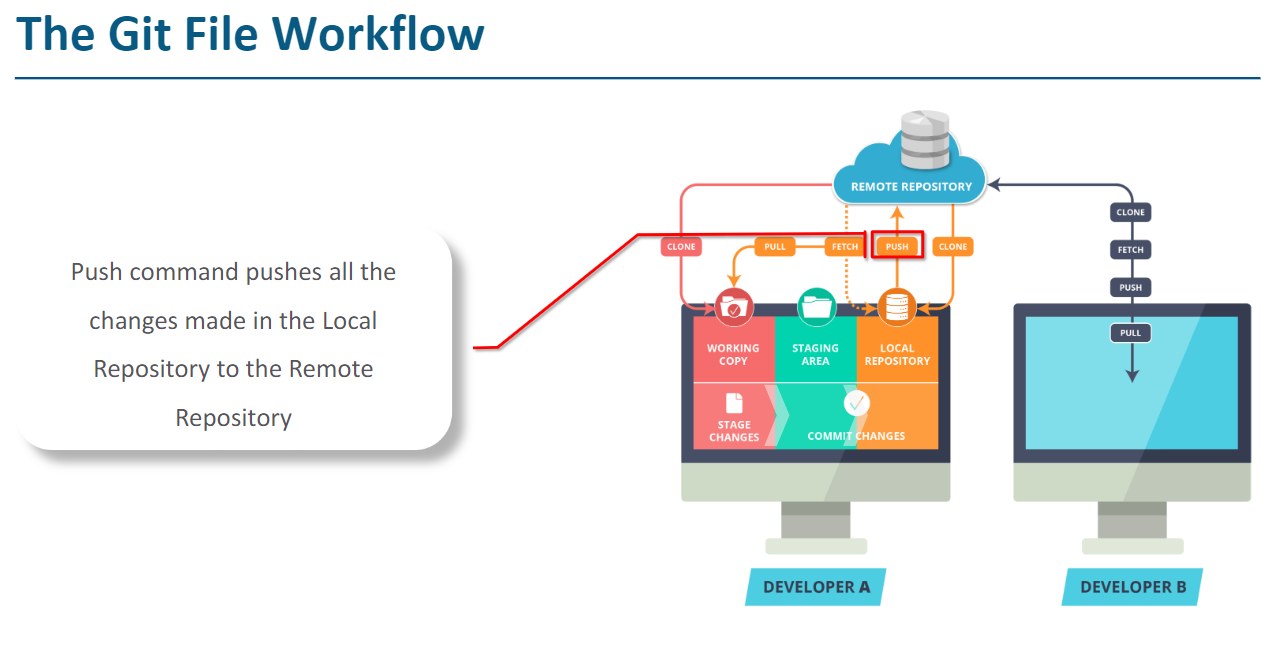 The Git File Workflow
Push command pushes all the
changes made in the Local
Repository to the Remote
Repository
REMOTE REPOSITORY
CLONE
PULL
FETCH
PUSH
CLONE
WORKING
COPY
STAGING
AREA
LOCAL
REPOSITORY
STAGE
CHANGES
COMMIT CHANGES
DEVELOPER A
CLONE
FETCH
PUSH
PULL
DEVELOPER B